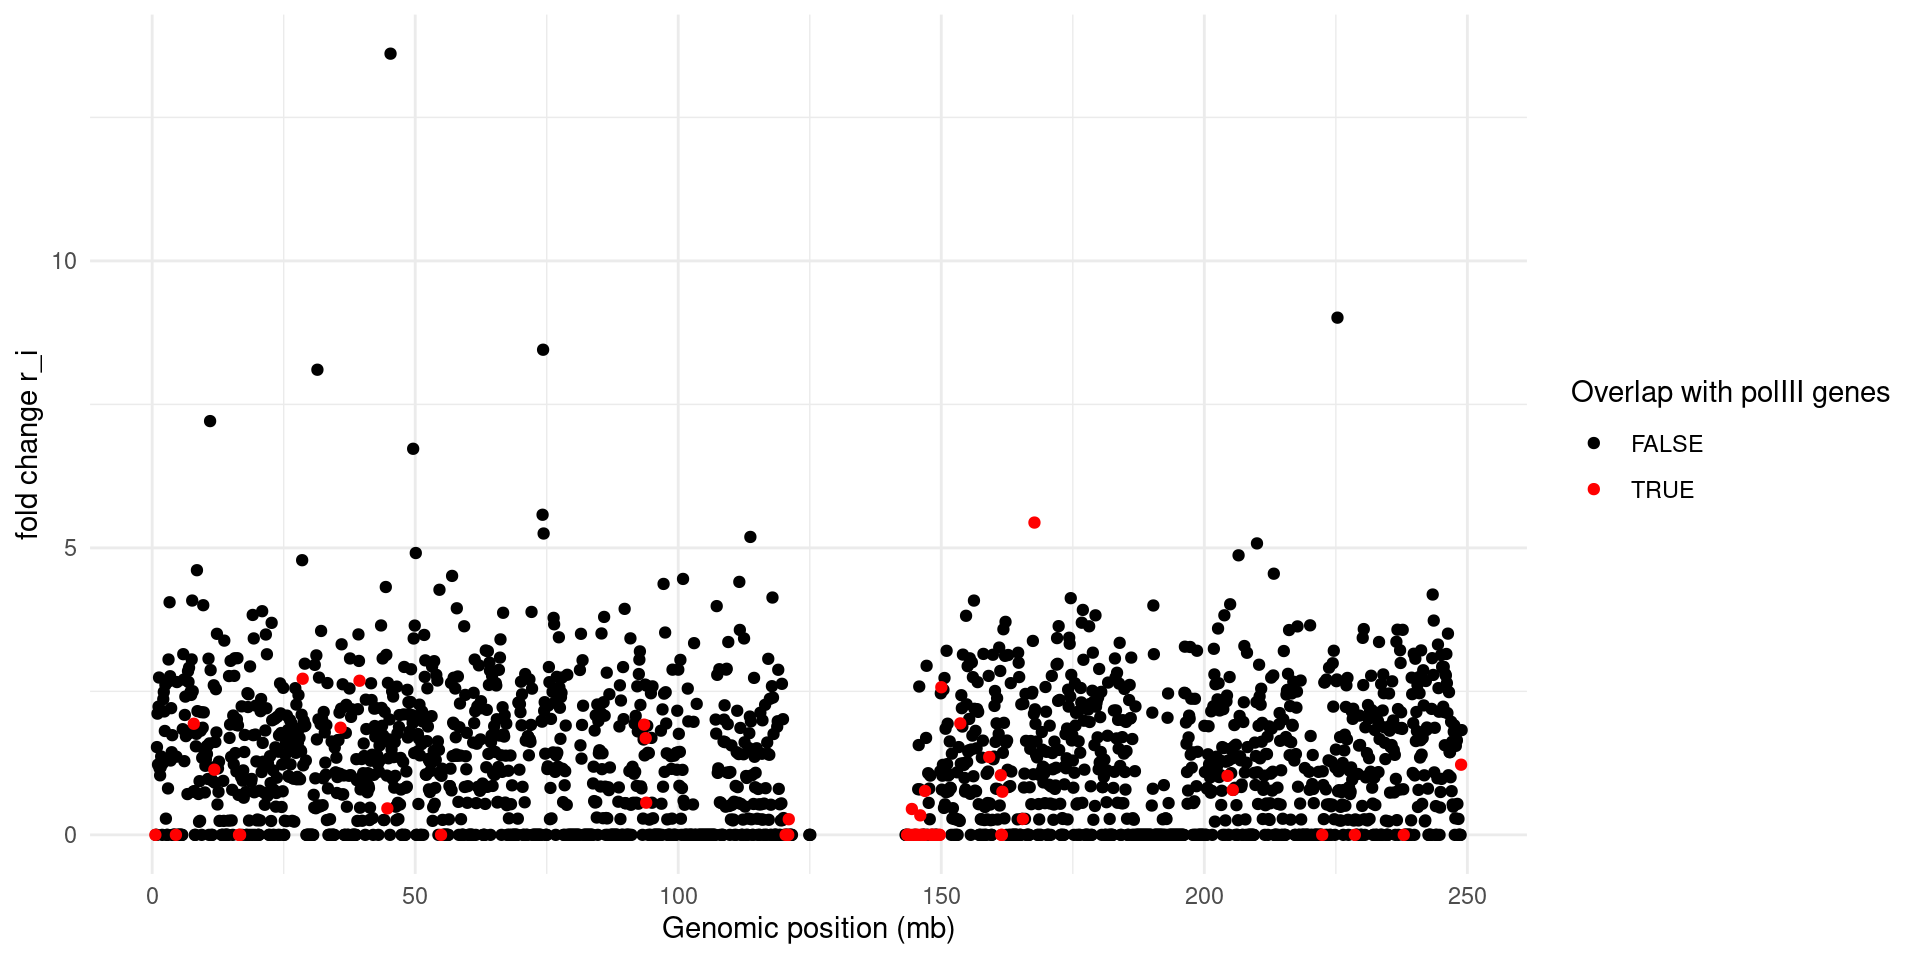 10
5
0
0
50
100
150
200
250
Genomic position (mb)
fold change r_i
Overlap with polIII genes
FALSE
TRUE